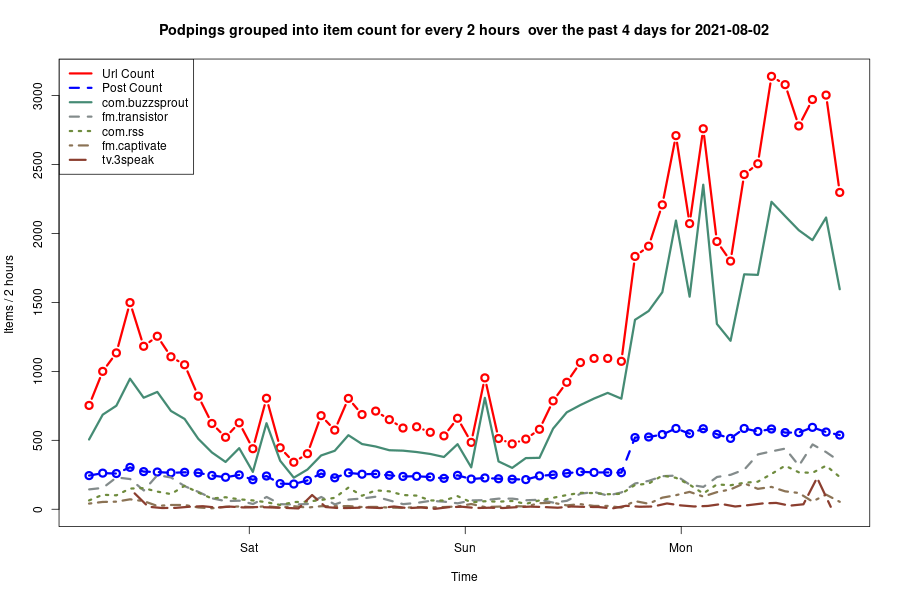 Podpings grouped into item count for every 2 hours  over the past 4 days for 2021-08-02
Url Count
Post Count
com.buzzsprout
fm.transistor
com.rss
fm.captivate
tv.3speak
3000
2500
2000
1500
1000
500
0
Items / 2 hours
Sat
Sun
Mon
Time